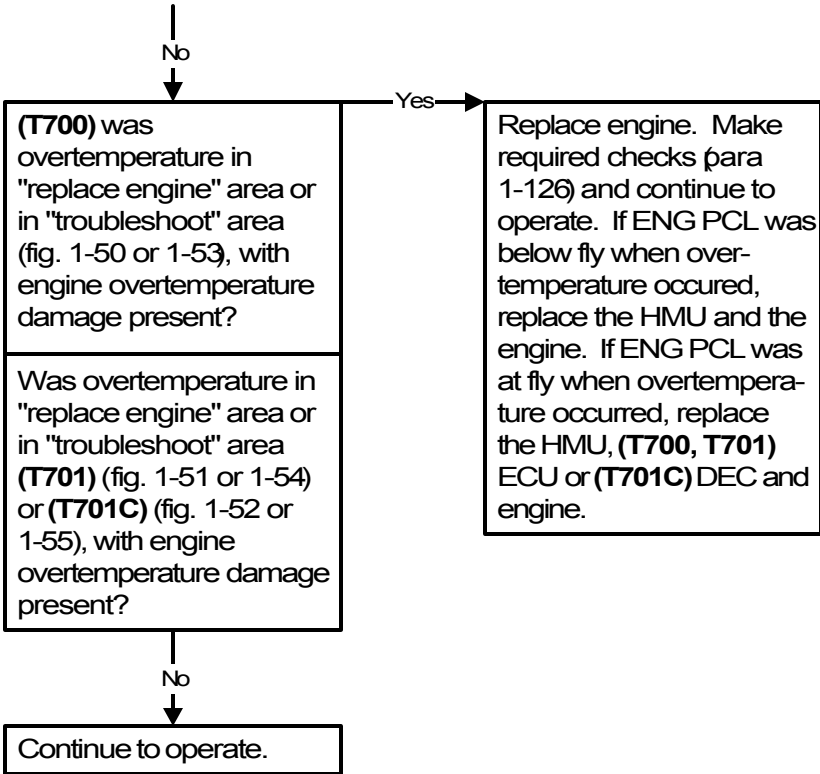 No
(T700) was
overtemperature in
"replace engine" area or
in "troubleshoot" area
(fig. 1-50 or 1-53), with
engine overtemperature
damage present?
Yes
Replace engine. Make
required checks (para
1-126) and continue to
operate. If ENG PCL was
below fly when over-
temperature occured,
replace the HMU and the
engine. If ENG PCL was
at fly when overtempera-
ture occurred, replace
the HMU, (T700, T701)
ECU or (T701C) DEC and
engine.
Was overtemperature in
"replace engine" area or
in "troubleshoot" area
(T701) (fig. 1-51 or 1-54)
or (T701C) (fig. 1-52 or
1-55), with engine
overtemperature damage
present?
No
Continue to operate.